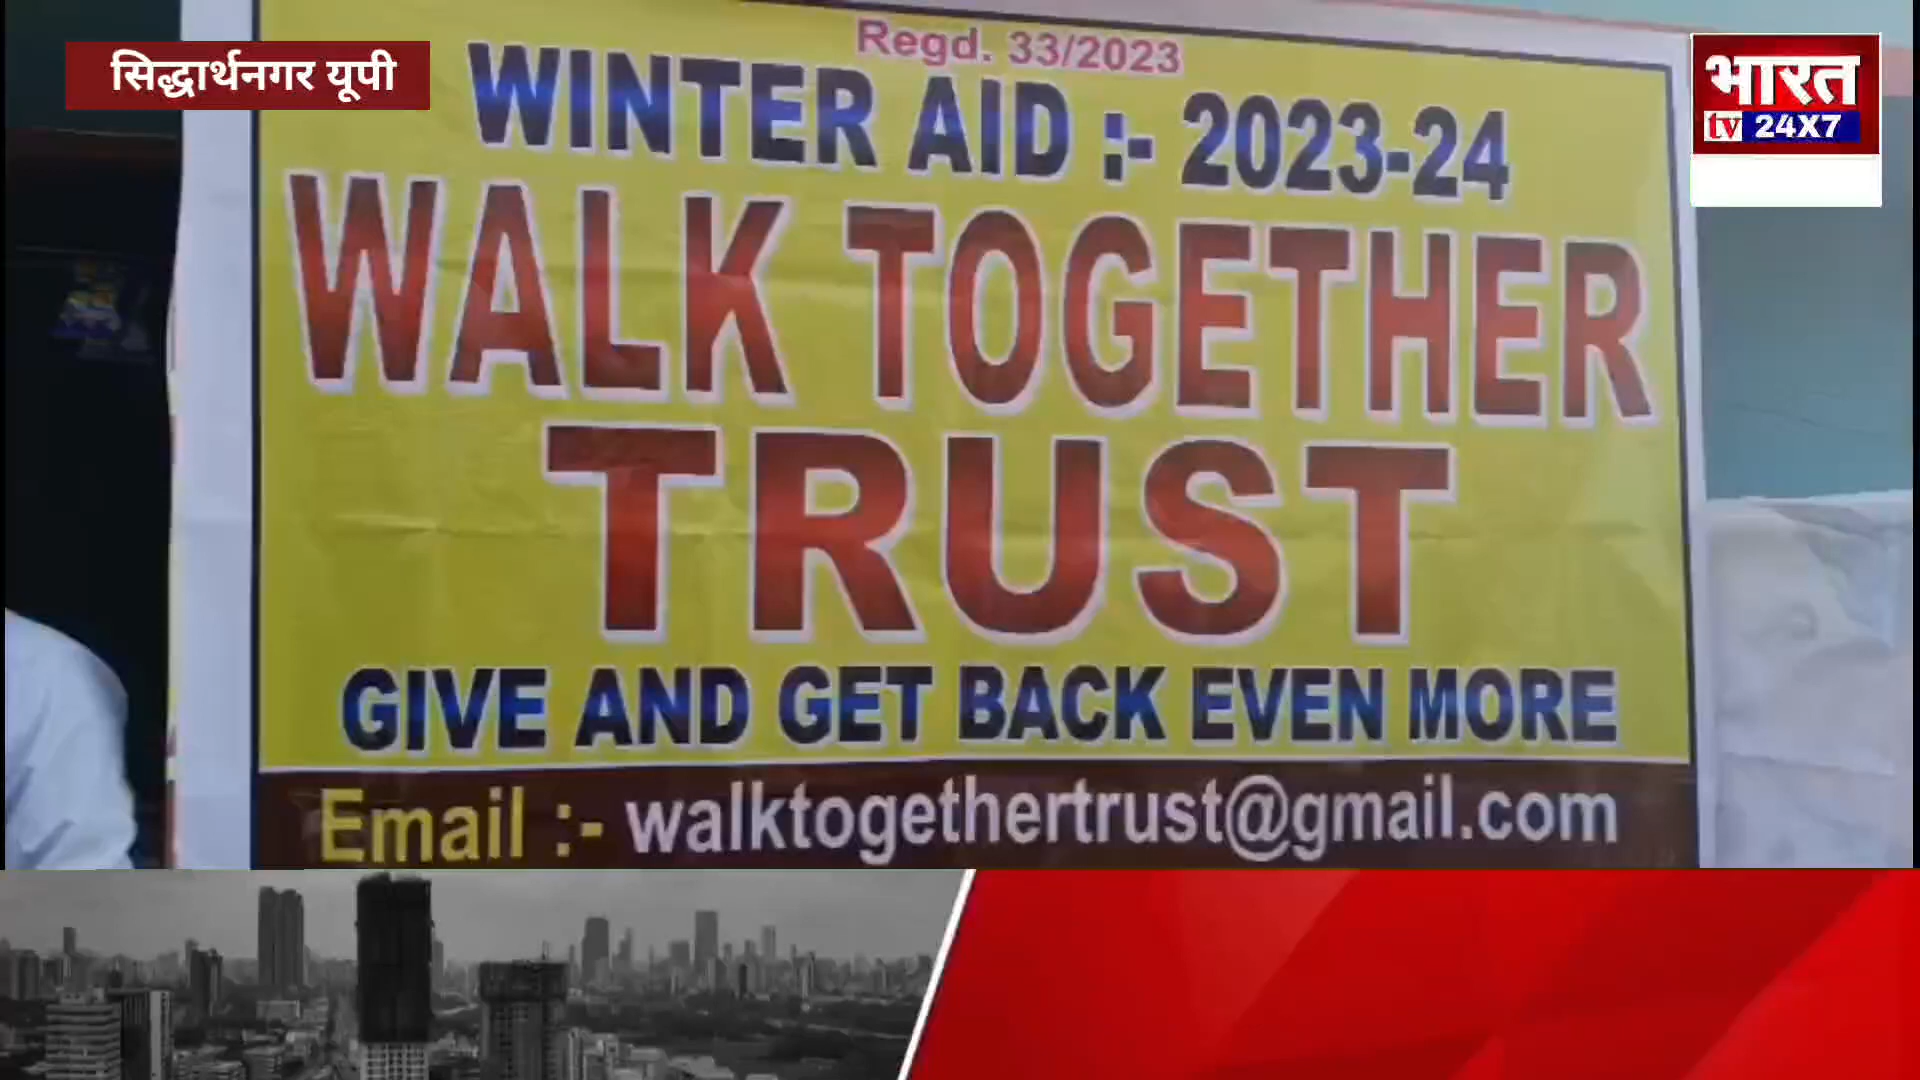 सिद्धार्थनगर यूपी
Regd. 33/2023
WINTER AID :- 2023-24
WALK TOGETHER
TRUST
GIVE AND GET BACK EVEN MORE
Email :- walktogethertrust@gmail.com
भारत
tv 24X7